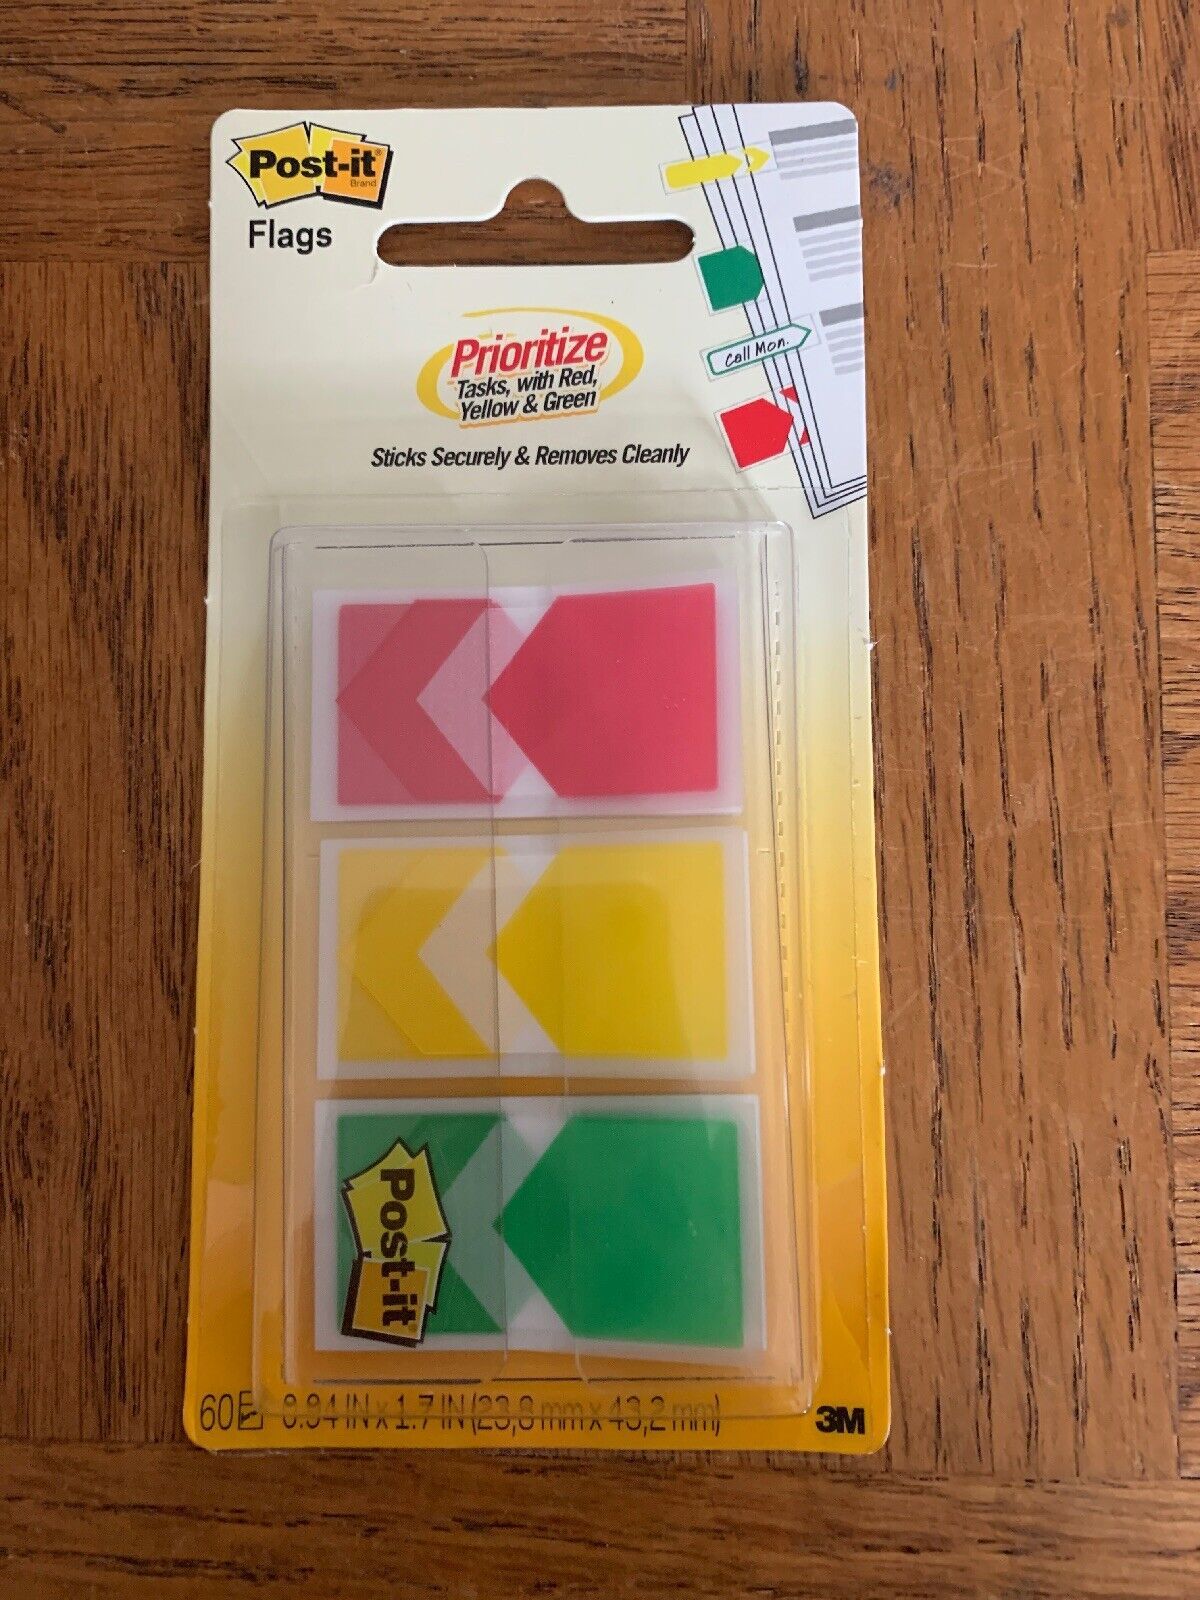 Post-it®
Brand
Flags
Call Mon.
Prioritize
Tasks, with Red,
Yellow & Green
Sticks Securely & Removes Cleanly
Post-it®
60 0.94 IN x 1.7 IN (23,8 mm x 43,2 mm)
3M